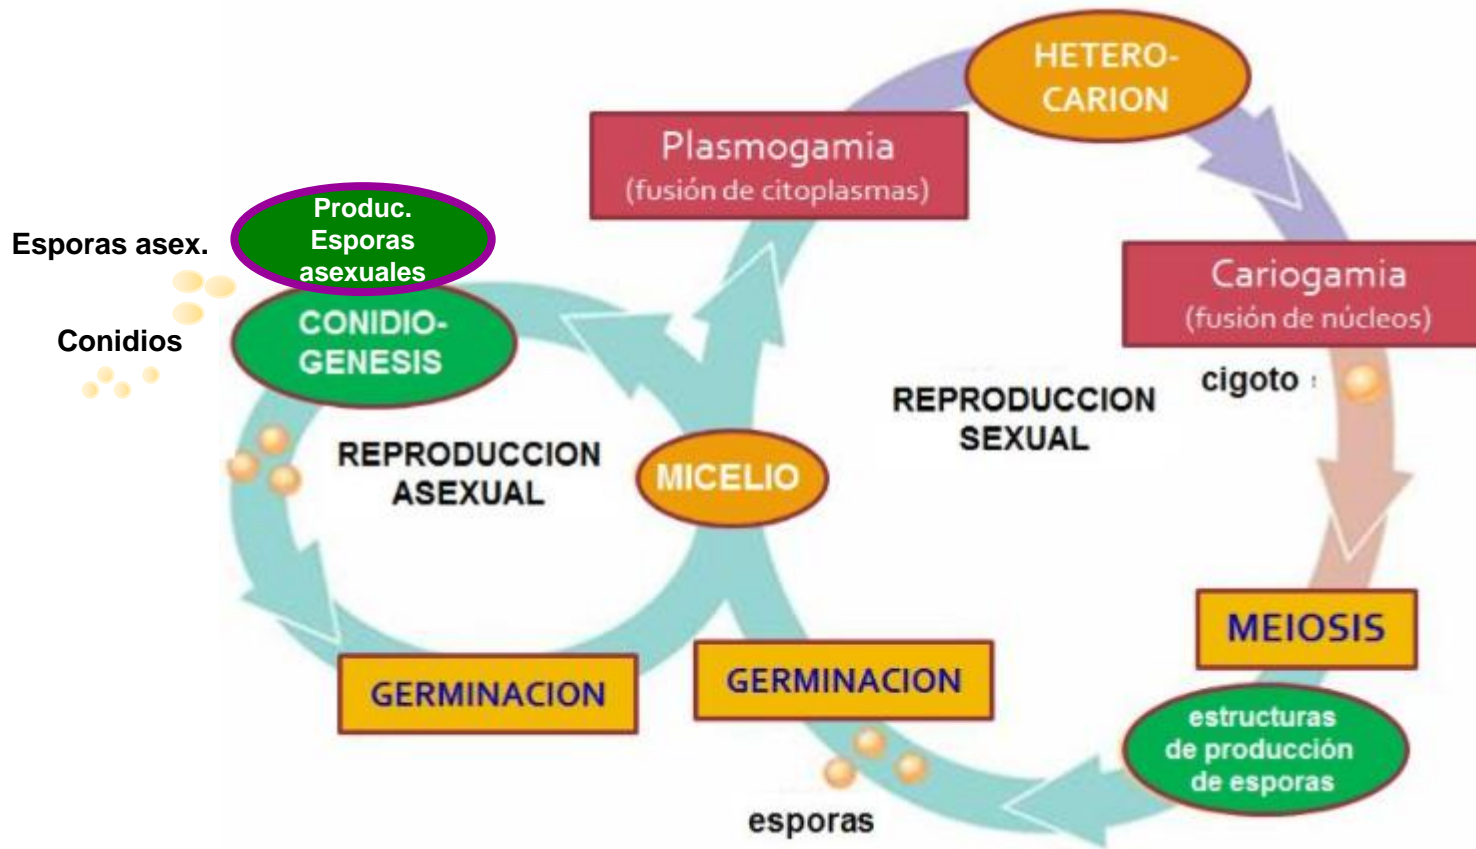 HETERO-
CARION
Plasmogamia
(fusión de citoplasmas)
Produc.
Esporas
asexuales
Esporas asex.
Cariogamia
(fusión de núcleos)
CONIDIO-
GENESIS
Conidios
cigoto
REPRODUCCION
SEXUAL
REPRODUCCION
ASEXUAL
MICELIO
MEIOSIS
GERMINACION
GERMINACION
estructuras
de producción
de esporas
esporas